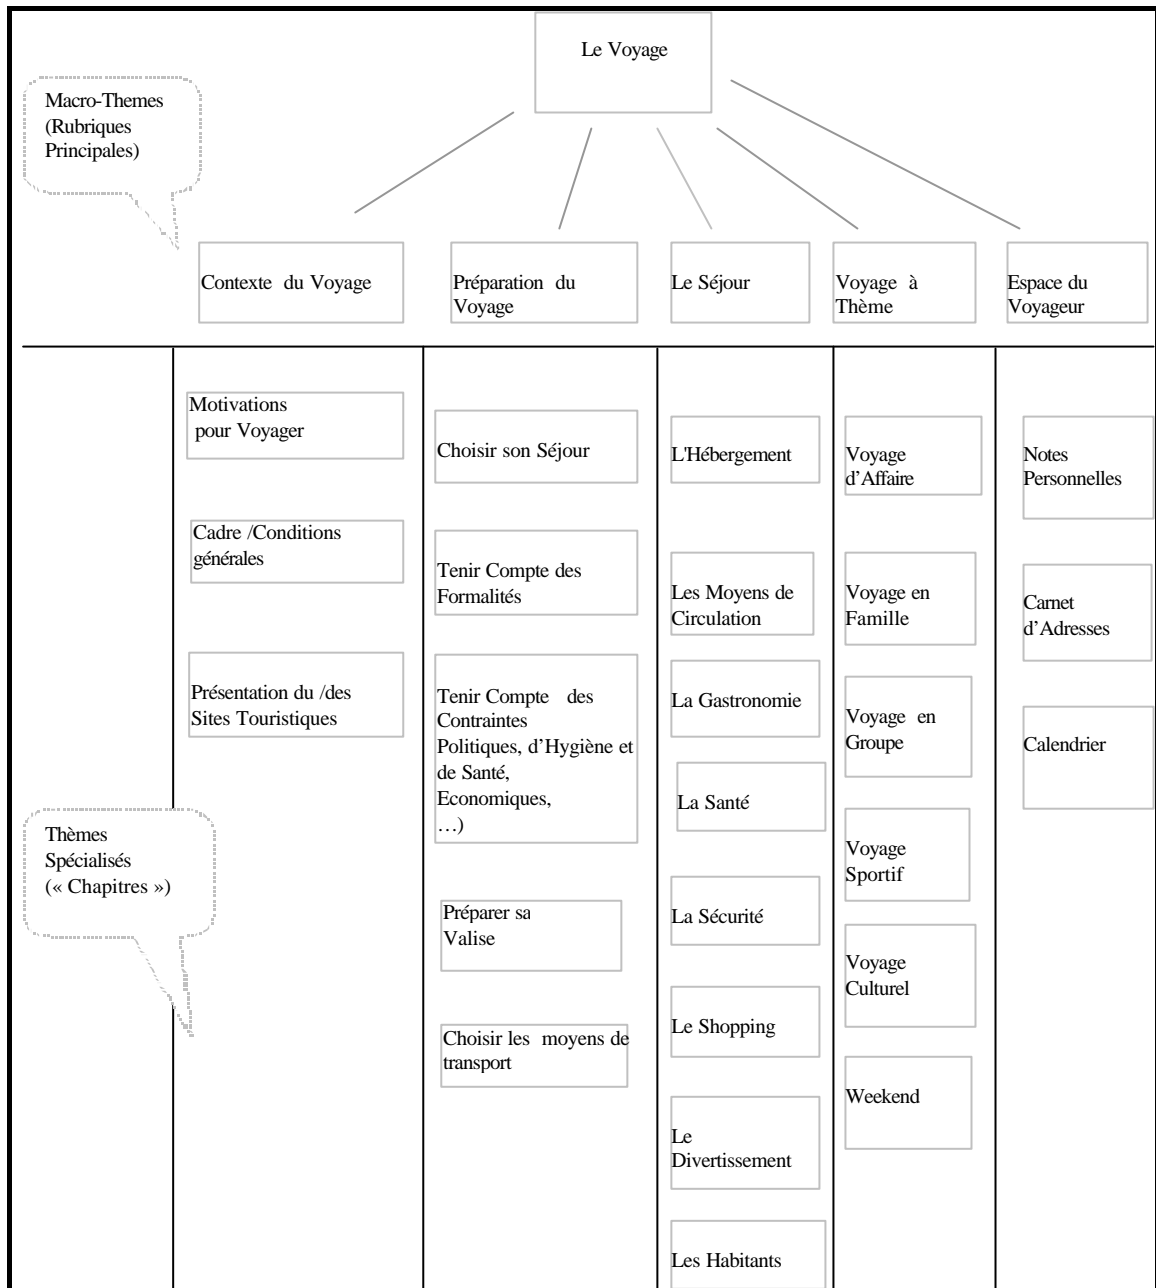 Le Voyage
Macro-Themes
(Rubriques
Principales)
Contexte du Voyage
Préparation du
Voyage
Le Séjour
Voyage à
Thème
Espace du
Voyageur
Motivations
pour Voyager
Cadre /Conditions
générales
Présentation du /des
Sites Touristiques
Choisir son Séjour
Tenir Compte des
Formalités
Tenir Compte des
Contraintes
Politiques, d’Hygiène et
de Santé,
Economiques,
…)
Préparer sa
Valise
Choisir les moyens de
transport
L'Hébergement
Les Moyens de
Circulation
La Gastronomie
La Santé
La Sécurité
Le Shopping
Le
Divertissement
Les Habitants
Voyage
d’Affaire
Voyage en
Famille
Voyage en
Groupe
Voyage
Sportif
Voyage
Culturel
Weekend
Notes
Personnelles
Carnet
d’Adresses
Calendrier
Thèmes
Spécialisés
(« Chapitres »)